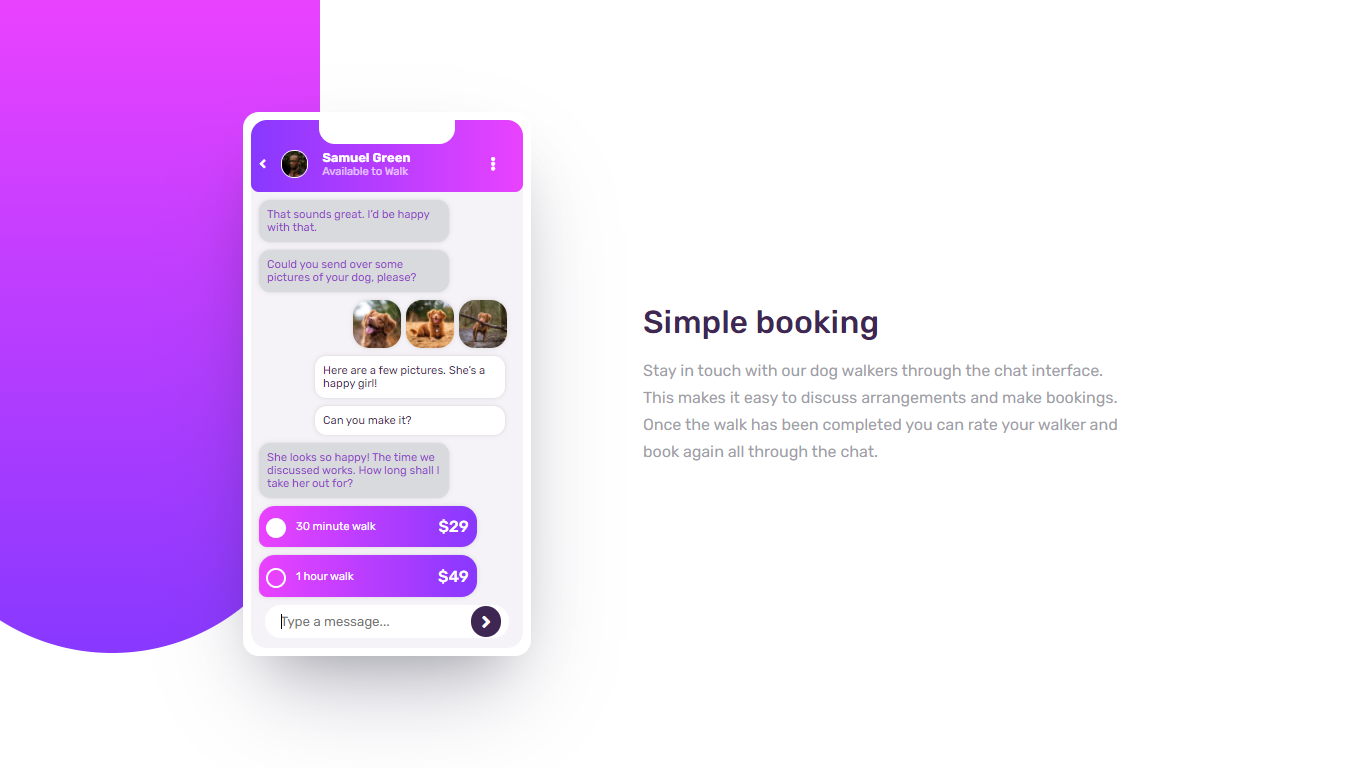 Samuel Green
Available to Walk
That sounds great. I'd be happy
with that.
Could you send over some
pictures of your dog, please?
Here are a few pictures. She's a
happy girl!
Can you make it?
She looks so happy! The time we
discussed works. How long shall I
take her out for?
30 minute walk $29
1 hour walk $49
Type a message...
Simple booking
Stay in touch with our dog walkers through the chat interface.
This makes it easy to discuss arrangements and make bookings.
Once the walk has been completed you can rate your walker and
book again all through the chat.